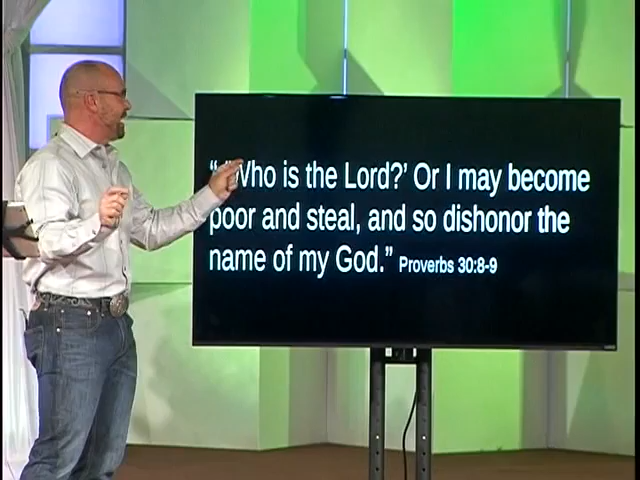 “ ‘Who is the Lord?’ Or I may become
poor and steal, and so dishonor the
name of my God.” Proverbs 30:8-9